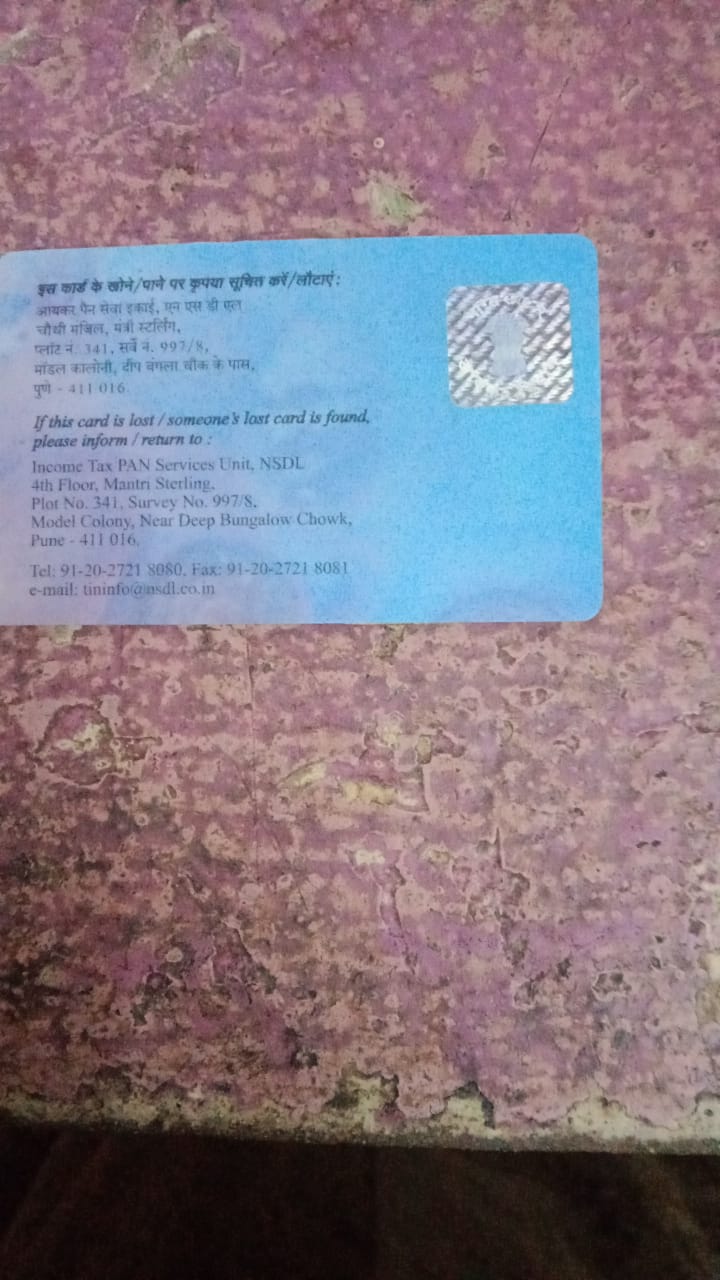 इस कार्ड के खोने/पाने पर कृपया सूचित करें/लौटाएं:
आयकर पैन सेवा इकाई, एन एस डी एल
चौथी मंजिल, मंत्री स्टर्लिंग,
प्लॉट नं. 341, सर्वे नं. 997/8,
मॉडल कालोनी, दीप बंगला चौक के पास,
पुणे - 411 016.
If this card is lost / someone's lost card is found,
please inform / return to :
Income Tax PAN Services Unit, NSDL
4th Floor, Mantri Sterling,
Plot No. 341, Survey No. 997/8,
Model Colony, Near Deep Bungalow Chowk,
Pune - 411 016.
Tel: 91-20-2721 8080, Fax: 91-20-2721 8081
e-mail: tininfo@nsdl.co.in